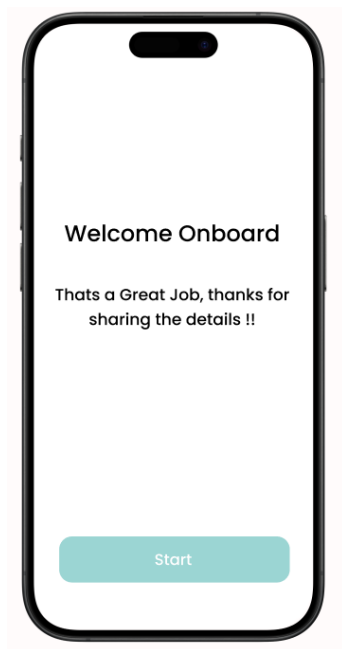 Welcome Onboard
Thats a Great Job, thanks for
sharing the details !!
Start